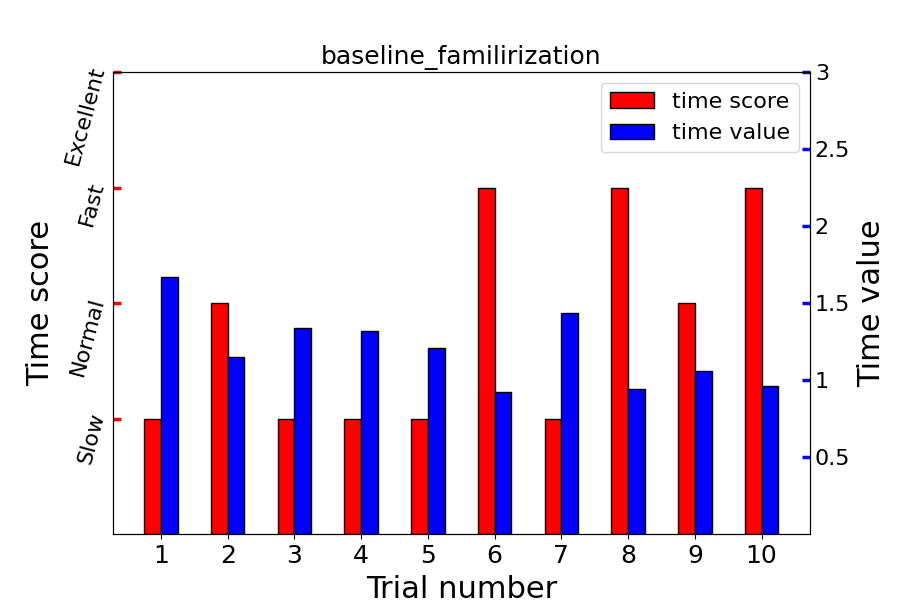 baseline_familirization
time score
time value
Time score
Excellent
Fast
Normal
Slow
3
2.5
2
1.5
1
0.5
Time value
1 2 3 4 5 6 7 8 9 10
Trial number